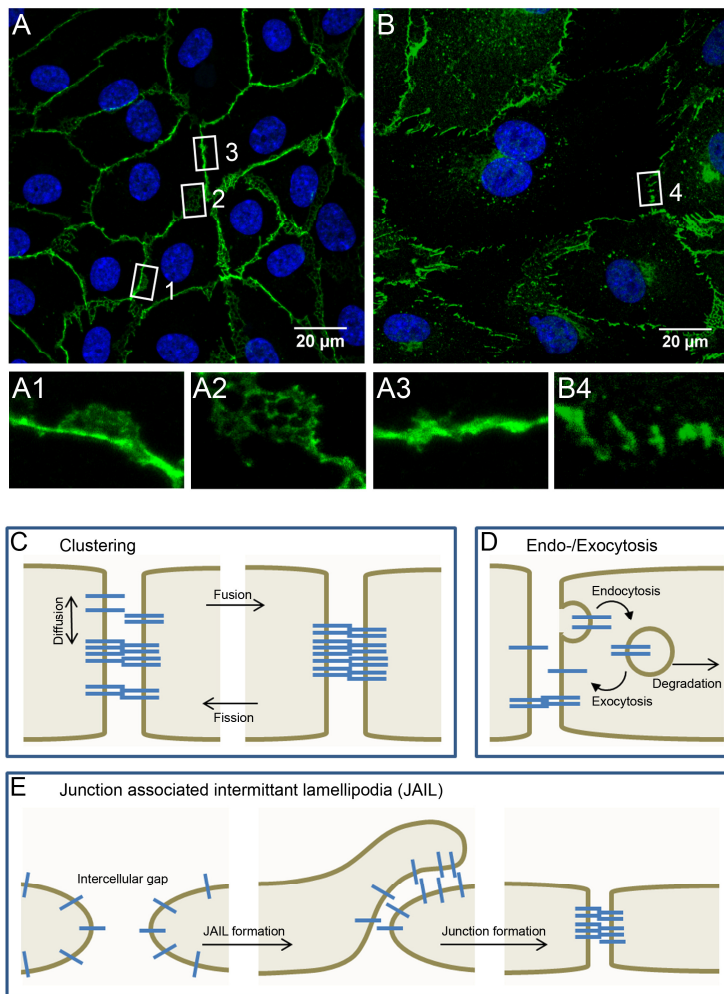 A
B
3
2
1
4
20 µm
20 µm
A1
A2
A3
B4
C Clustering
Diffusion
Fusion
Fission
D Endo-/Exocytosis
Endocytosis
Exocytosis
Degradation
E Junction associated intermittant lamellipodia (JAIL)
Intercellular gap
JAIL formation
Junction formation